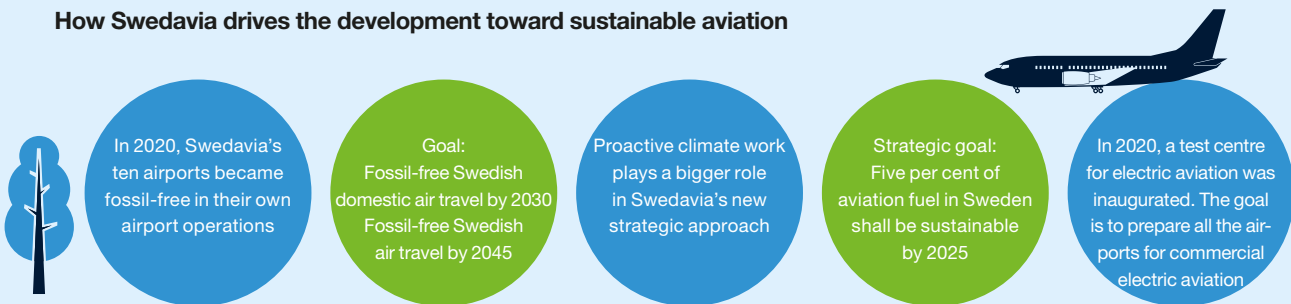 How Swedavia drives the development toward sustainable aviation
In 2020, Swedavia’s
ten airports became
fossil-free in their own
airport operations
Goal:
Fossil-free Swedish
domestic air travel by 2030
Fossil-free Swedish
air travel by 2045
Proactive climate work
plays a bigger role
in Swedavia’s new
strategic approach
Strategic goal:
Five per cent of
aviation fuel in Sweden
shall be sustainable
by 2025
In 2020, a test centre
for electric aviation was
inaugurated. The goal
is to prepare all the air-
ports for commercial
electric aviation